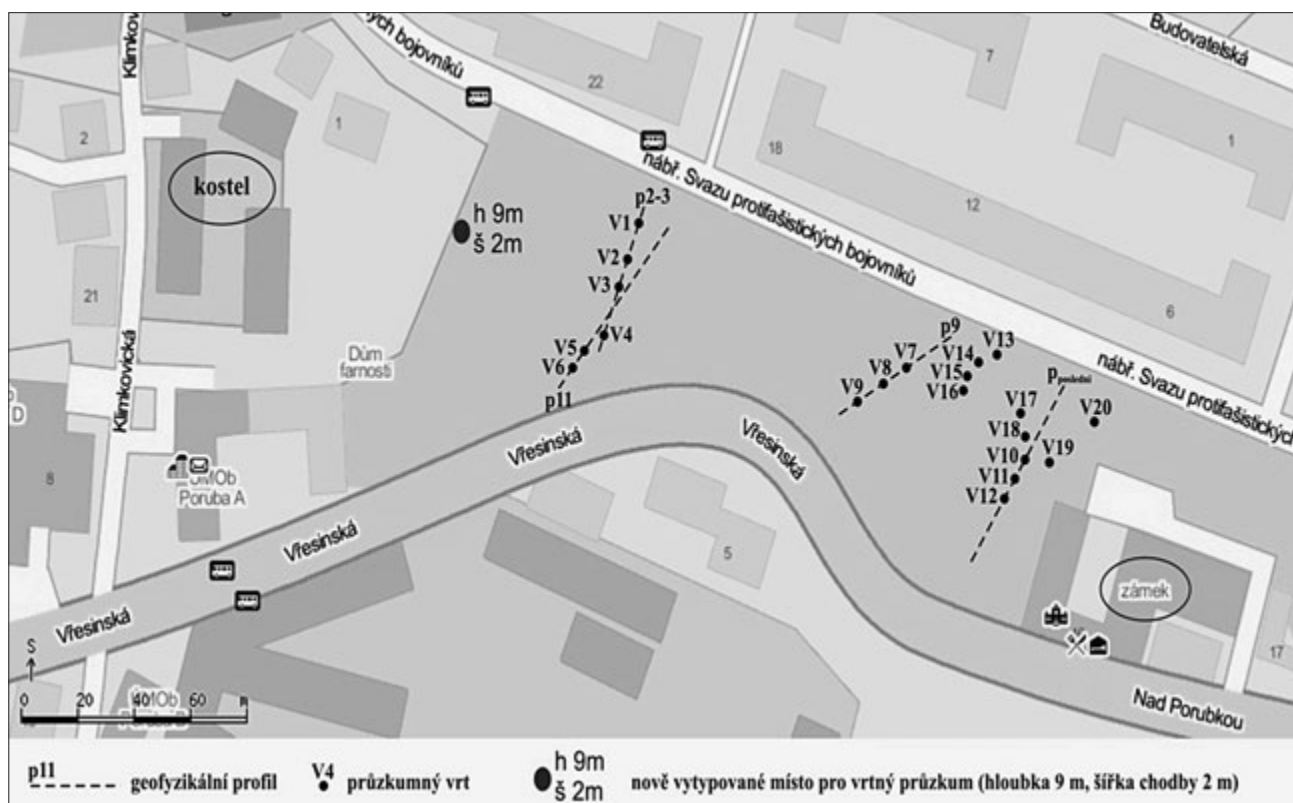 Klimkovická
ých bojovníků
22
7
Budovatelská
1
2
1
18
nábř. Svazu protifašistických bojovníků
12
kostel
h 9m
š 2m
p2-3
V1
V2
V3
V4
V5
V6
p11
21
6
Dům
farnosti
p9
V13
V14
V7
V15
V8
V16
V9
p poslední
nábř. Svazu protifašistických
V17
V20
V18
V10
V19
V11
V12
Klimkovická
D
8
ÚMOb
Poruba A
Vřesinská
Vřesinská
Vřesinská
5
Vřesinská
zámek
17
S
0 20 40 60 m
ÚMOb
Poruba B
Nad Porubkou
p11
geofyzikální profil
V4
průzkumný vrt
h 9m
š 2m
nově vytypované místo pro vrtný průzkum (hloubka 9 m, šířka chodby 2 m)